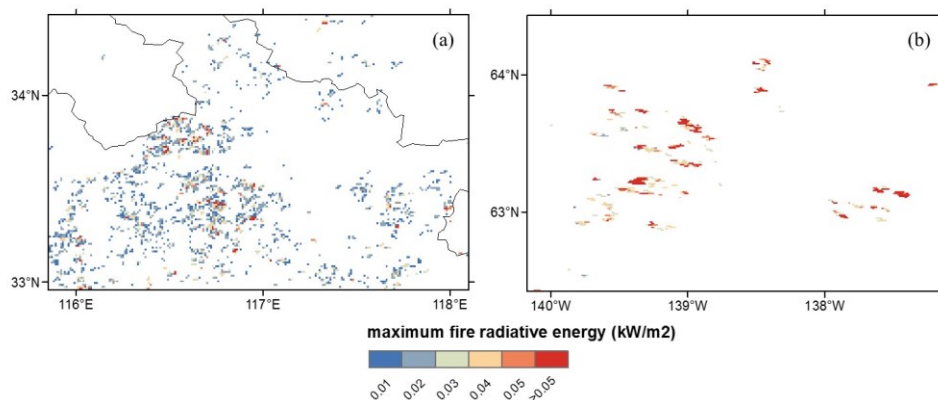 (a)
34°N
33°N
116°E
117°E
118°E
(b)
64°N
63°N
140°W
139°W
138°W
maximum fire radiative energy (kW/m2)
0.01
0.02
0.03
0.04
0.05
>0.05